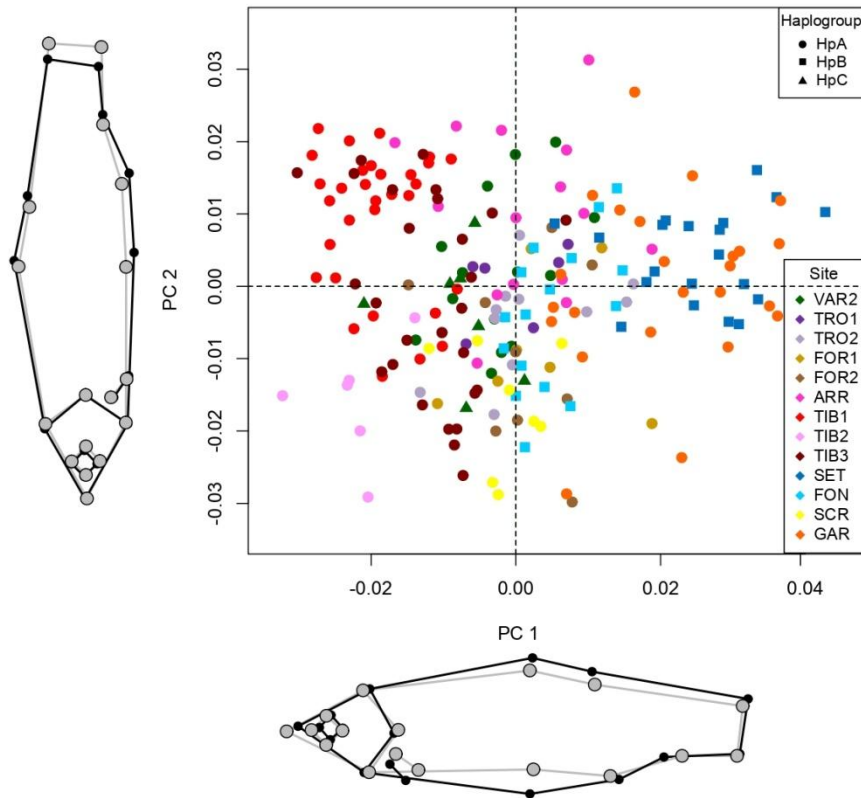 Haplogroup
HpA
HpB
HpC
0.03
0.02
0.01
0.00
-0.01
-0.02
-0.03
PC 2
Site
VAR2
TRO1
TRO2
FOR1
FOR2
ARR
TIB1
TIB2
TIB3
SET
FON
SCR
GAR
-0.02 0.00 0.02 0.04
PC 1